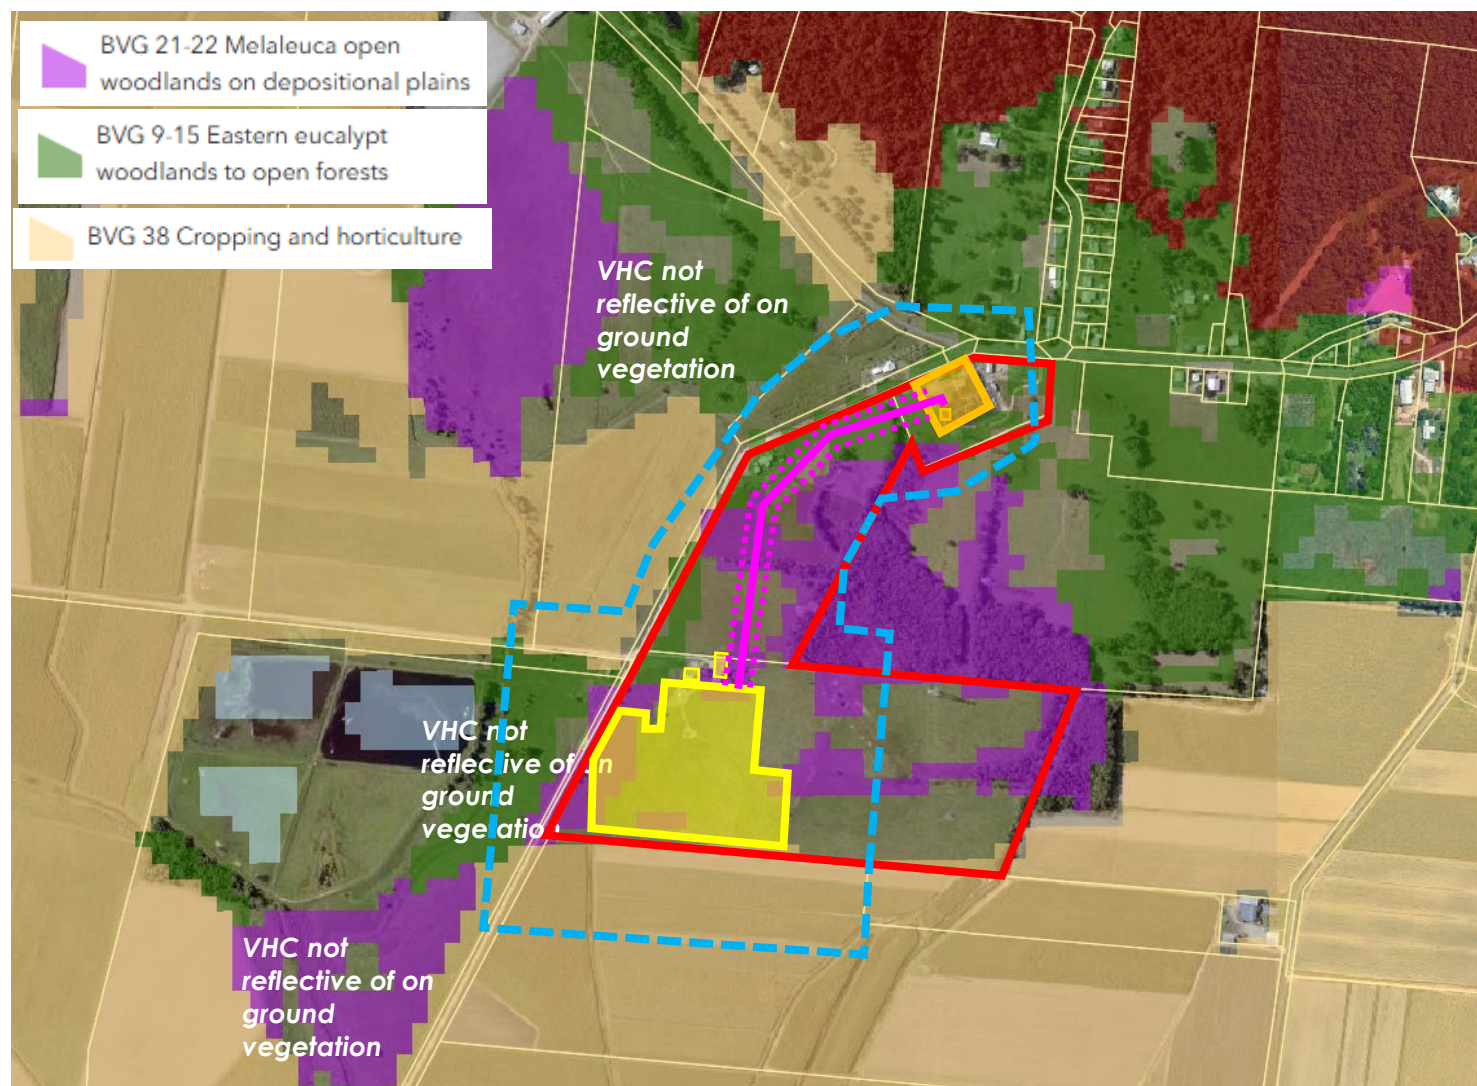 BVG 21-22 Melaleuca open
woodlands on depositional plains
BVG 9-15 Eastern eucalypt
woodlands to open forests
BVG 38 Cropping and horticulture
VHC not
reflective of on
ground
vegetation
VHC not
reflective of on
ground
vegetation
VHC not
reflective of on
ground
vegetation